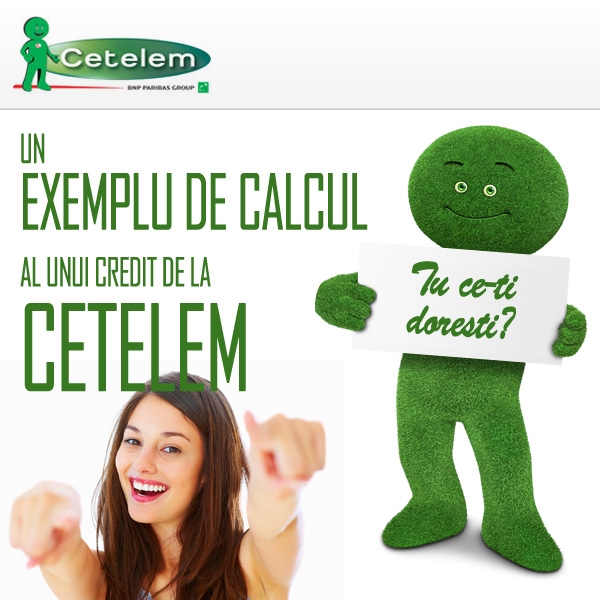 Cetelem
BNP PARIBAS GROUP
UN
EXEMPLU DE CALCUL
AL UNUI CREDIT DE LA
CETELEM
Tu ce-ti
doresti?